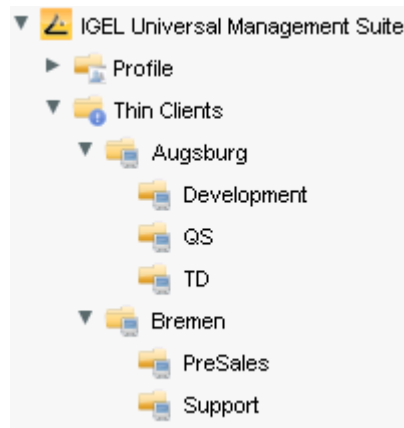 IGEL Universal Management Suite
Profile
Thin Clients
Augsburg
Development
QS
TD
Bremen
PreSales
Support